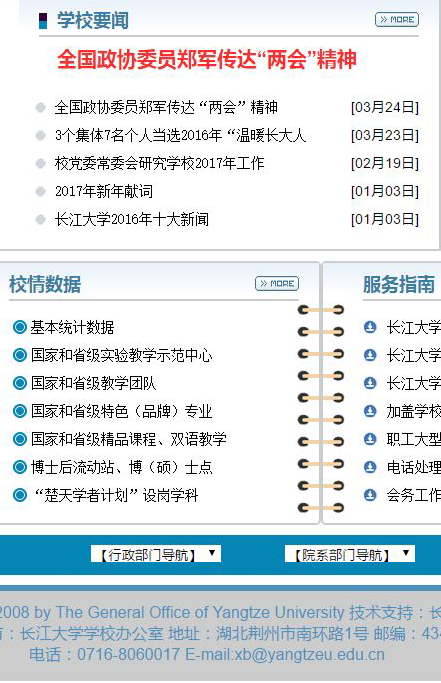 学校要闻
MORE
全国政协委员郑军传达“两会”精神
全国政协委员郑军传达“两会”精神 [03月24日]
3个集体7名个人当选2016年“温暖长大人 [03月23日]
校党委常委会研究学校2017年工作 [02月19日]
2017年新年献词 [01月03日]
长江大学2016年十大新闻 [01月03日]
校情数据
MORE
基本统计数据
国家和省级实验教学示范中心
国家和省级教学团队
国家和省级特色（品牌）专业
国家和省级精品课程、双语教学
博士后流动站、博（硕）士点
“楚天学者计划”设岗学科
服务指南
长江大学
长江大学
长江大学
加盖学校
职工大型
电话处理
会务工作
【行政部门导航】
【院系部门导航】
2008 by The General Office of Yangtze University 技术支持：长
：长江大学学校办公室 地址：湖北荆州市南环路1号 邮编：434
电话：0716-8060017 E-mail:xb@yangtzeu.edu.cn